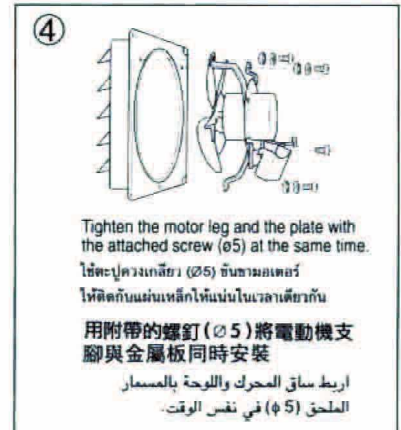 ④
Tighten the motor leg and the plate with
the attached screw (ø5) at the same time.
ใช้ตะปูควงเกลียว (Ø5) ขันขามอเตอร์
ให้ติดกับแผ่นเหล็กให้แน่นในเวลาเดียวกัน
用附帶的螺釘(∅5)將電動機支
腳與金屬板同時安裝
اربط ساق المحرك واللوحة بالمسمار
الملحق (ϕ 5) في نفس الوقت.